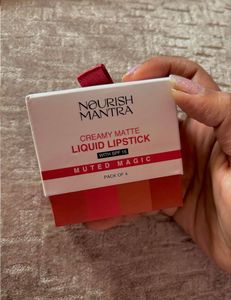 NOURISH
MANTRA
CREAMY MATTE
LIQUID LIPSTICK
WITH SPF 15
MUTED MAGIC
PACK OF 4